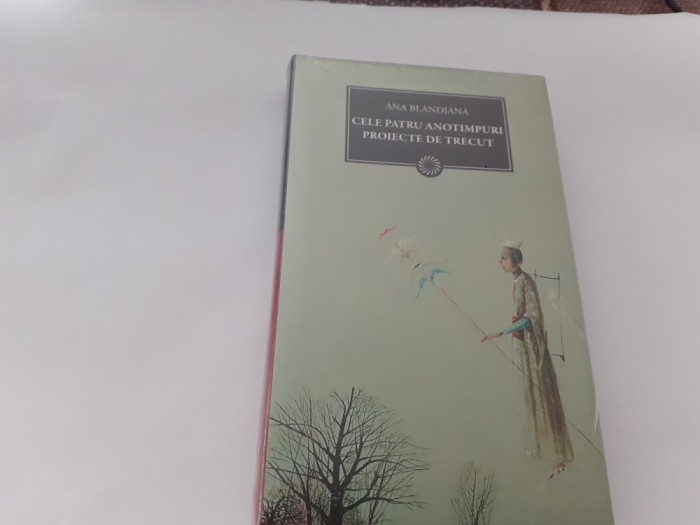 ANA BLANDIANA
CELE PATRU ANOTIMPURI
PROIECTE DE TRECUT